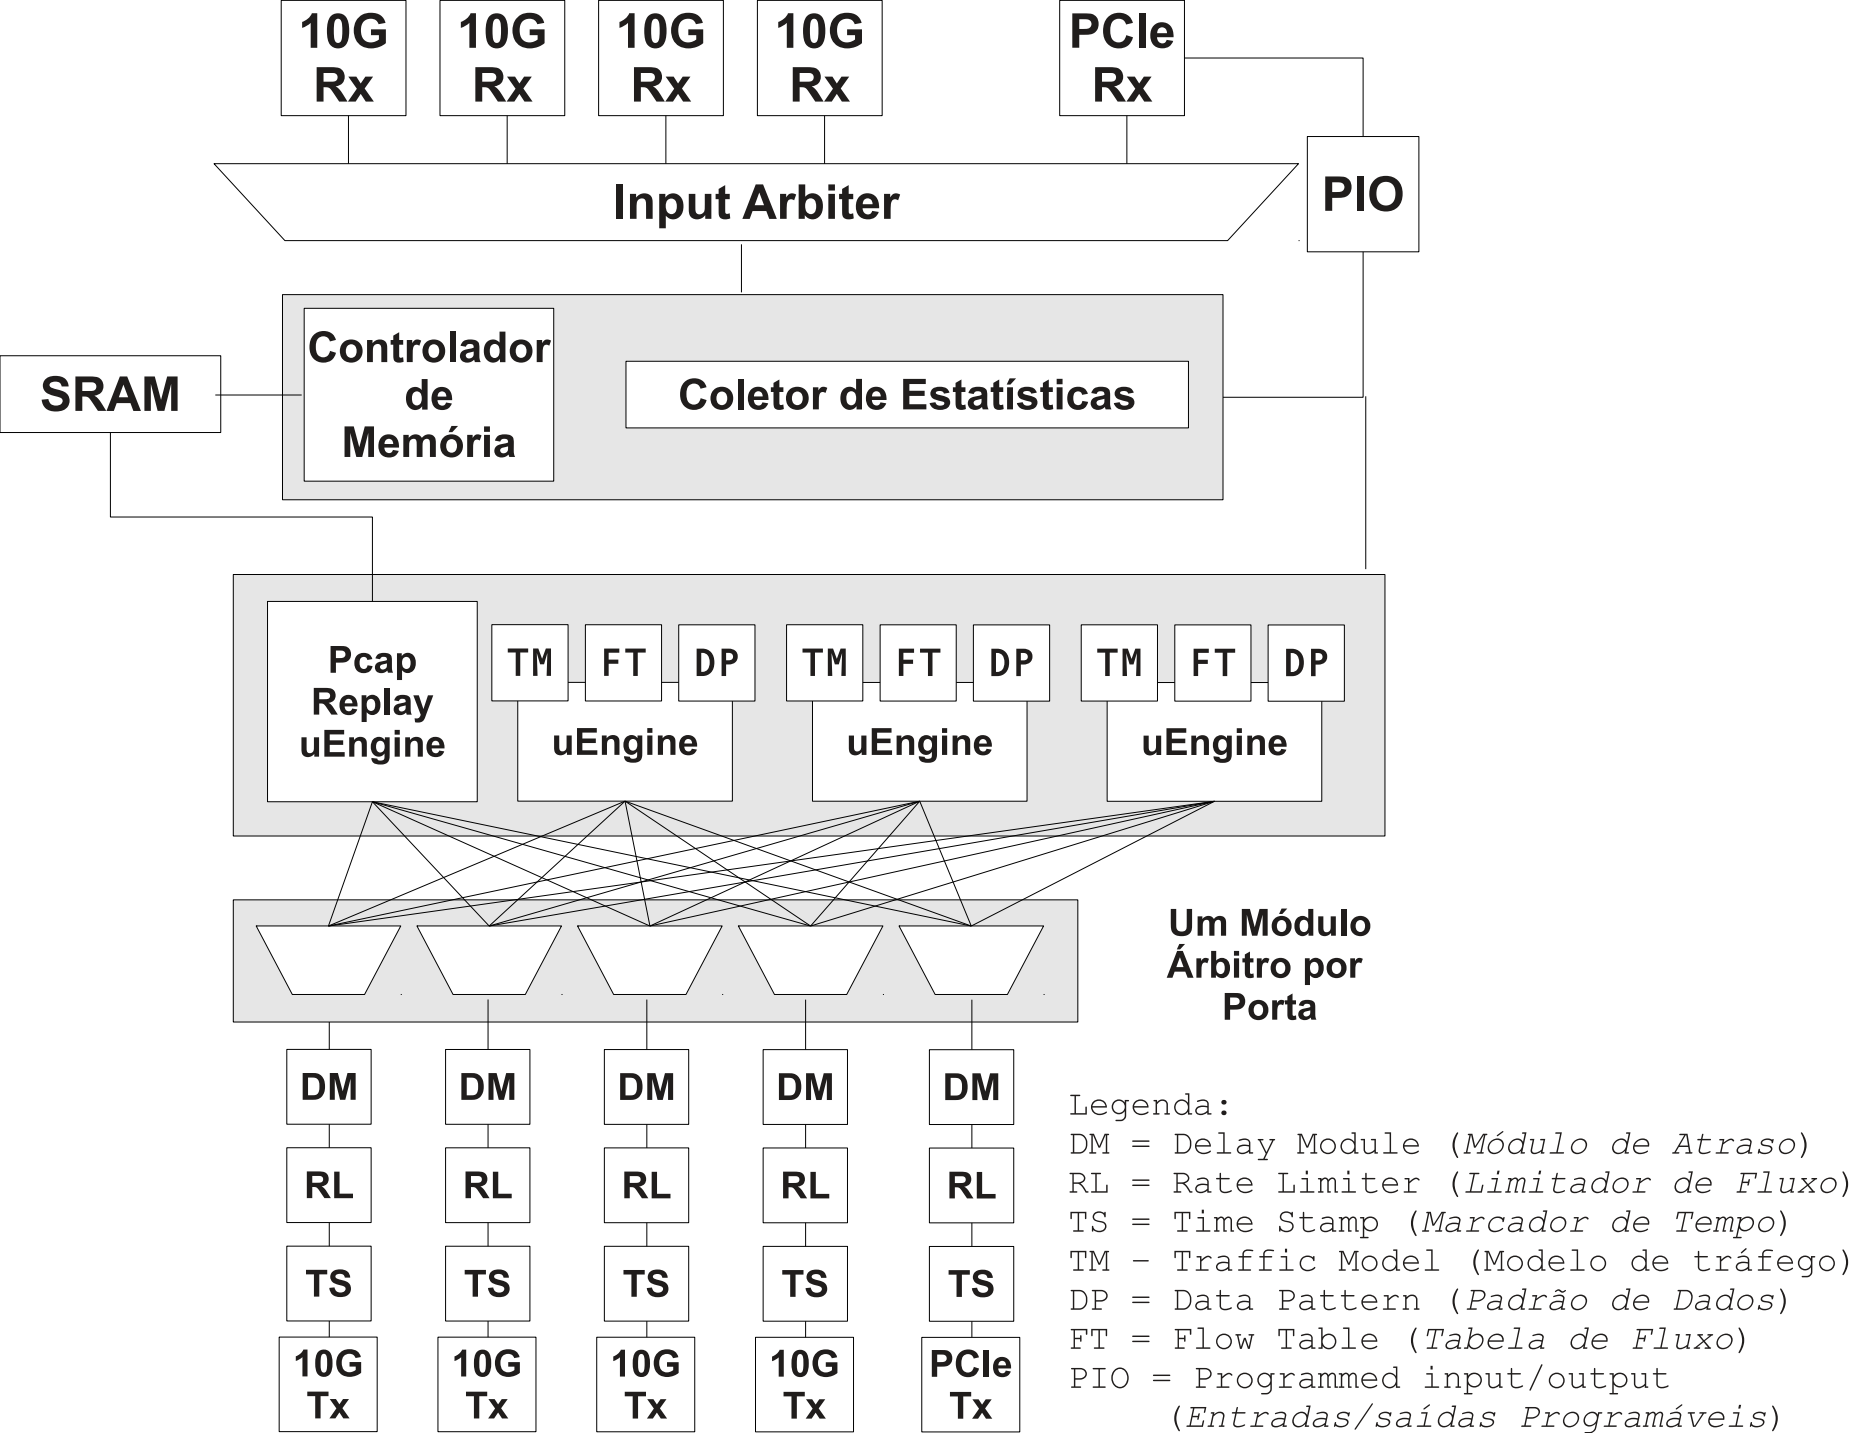 10G
Rx
10G
Rx
10G
Rx
10G
Rx
PCIe
Rx
Input Arbiter
PIO
Controlador
de
Memória
Coletor de Estatísticas
SRAM
Pcap
Replay
uEngine
TM FT DP
uEngine
TM FT DP
uEngine
TM FT DP
uEngine
Um Módulo
Árbitro por
Porta
DM DM DM DM DM
RL RL RL RL RL
TS TS TS TS TS
10G
Tx
10G
Tx
10G
Tx
10G
Tx
PCIe
Tx
Legenda:
DM = Delay Module (Módulo de Atraso)
RL = Rate Limiter (Limitador de Fluxo)
TS = Time Stamp (Marcador de Tempo)
TM – Traffic Model (Modelo de tráfego)
DP = Data Pattern (Padrão de Dados)
FT = Flow Table (Tabela de Fluxo)
PIO = Programmed input/output
(Entradas/saídas Programáveis)